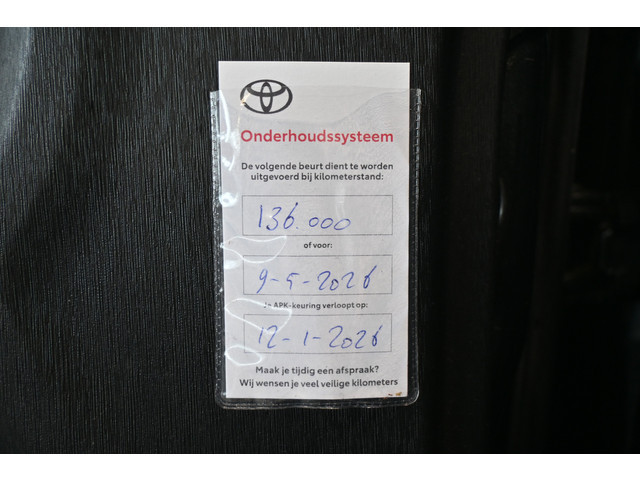 Onderhoudssysteem
De volgende beurt dient te worden
uitgevoerd bij kilometerstand:
136.000
of voor:
9-5-2026
Je APK-keuring verloopt op:
12-1-2026
Maak je tijdig een afspraak?
Wij wensen je veel veilige kilometers